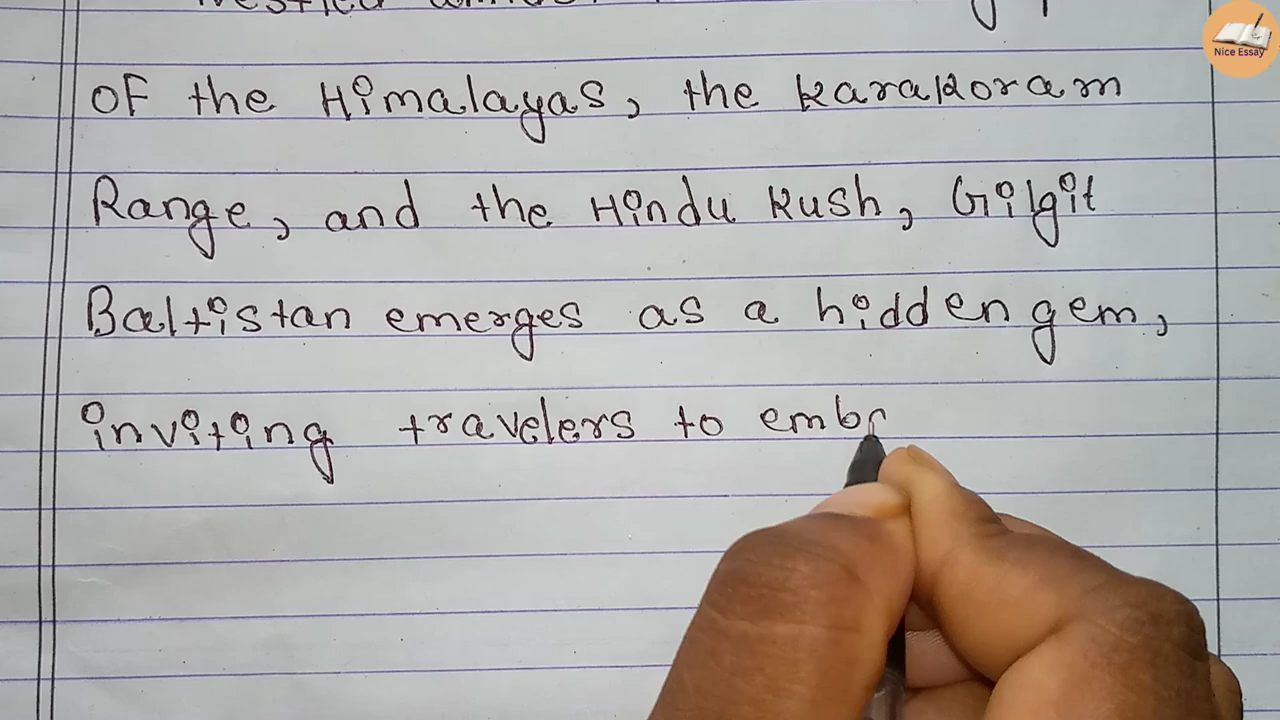 of the Himalayas, the Karakoram
Range, and the Hindu Kush, Gilgit
Baltistan emerges as a hidden gem,
inviting travelers to embr
Nice Essay